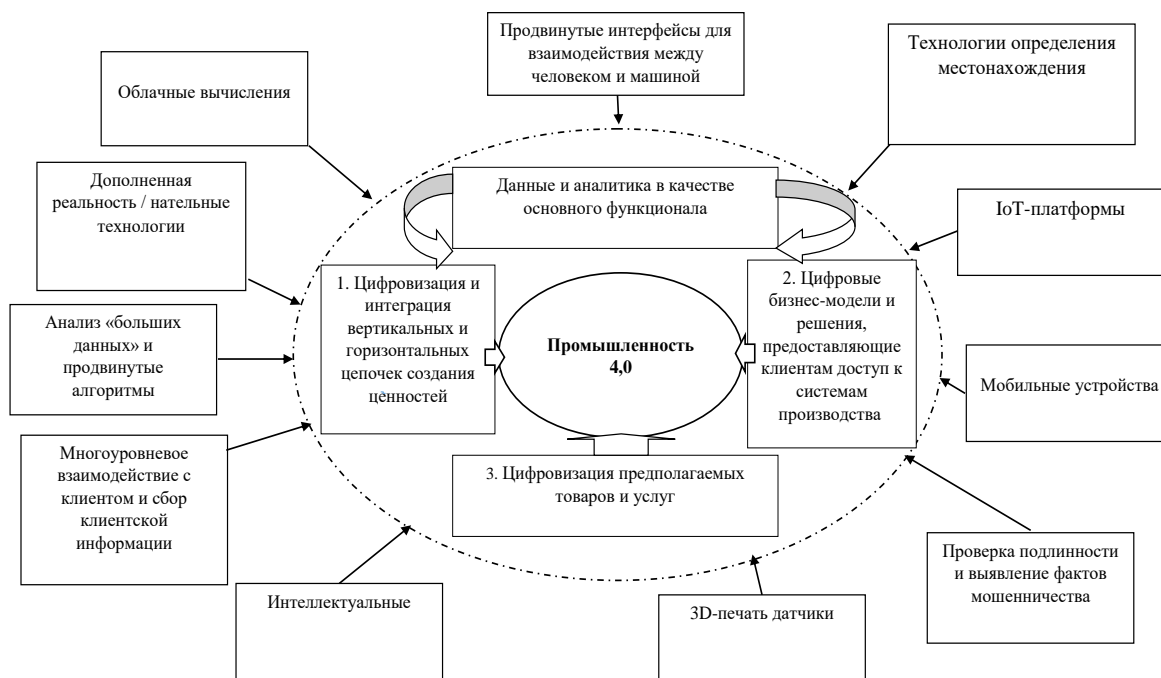 Продвинутые интерфейсы для
взаимодействия между
человеком и машиной
Технологии определения
местонахождения
Облачные вычисления
Дополненная
реальность / нательные
технологии
Данные и аналитика в качестве
основного функционала
IoT-платформы
1. Цифровизация и
интеграция
вертикальных и
горизонтальных
цепочек создания
ценностей
Промышленность
4,0
2. Цифровые
бизнес-модели и
решения,
предоставляющие
клиентам доступ к
системам
производства
Анализ «больших
данных» и
продвинутые
алгоритмы
Мобильные устройства
Многоуровневое
взаимодействие с
клиентом и сбор
клиентской
информации
3. Цифровизация предполагаемых
товаров и услуг
Проверка подлинности
и выявление фактов
мошенничества
Интеллектуальные
3D-печать датчики